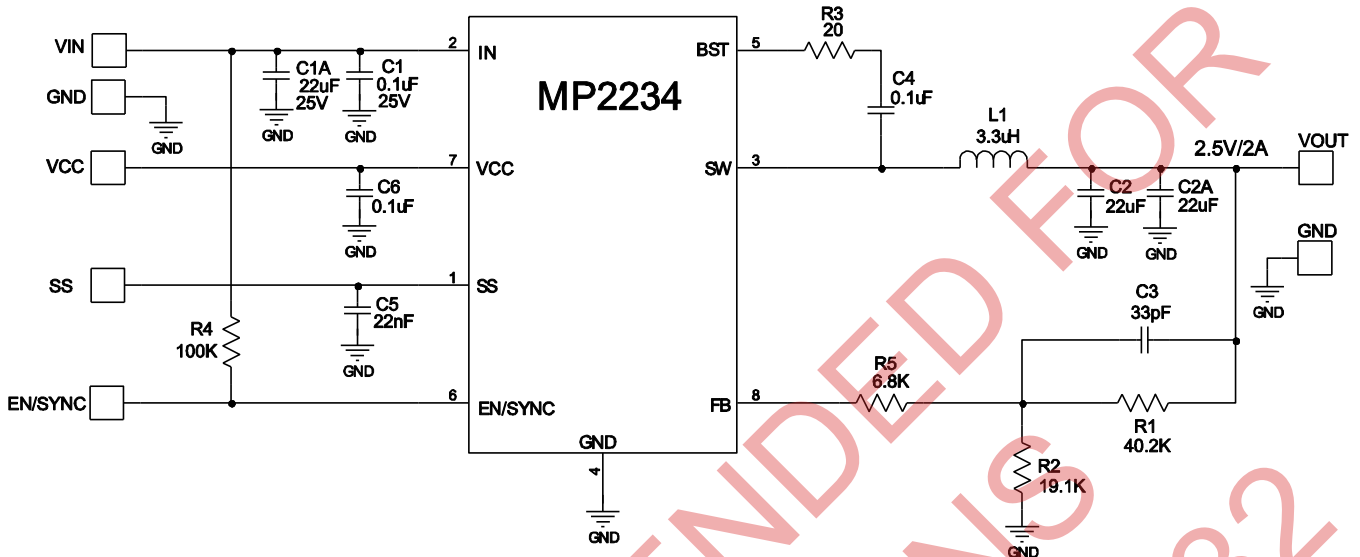 VIN
GND
VCC
SS
EN/SYNC
R4
100K
C1A
22uF
25V
GND
C1
0.1uF
25V
GND
GND
C6
0.1uF
GND
C5
22nF
GND
2
7
1
6
MP2234
IN
VCC
SS
EN/SYNC
BST
SW
FB
GND
4
GND
5
3
8
R3
20
C4
0.1uF
L1
3.3uH
2.5V/2A
VOUT
C2
22uF
GND
C2A
22uF
GND
GND
GND
C3
33pF
R5
6.8K
R1
40.2K
R2
19.1K
GND
ENDED FOR
NS